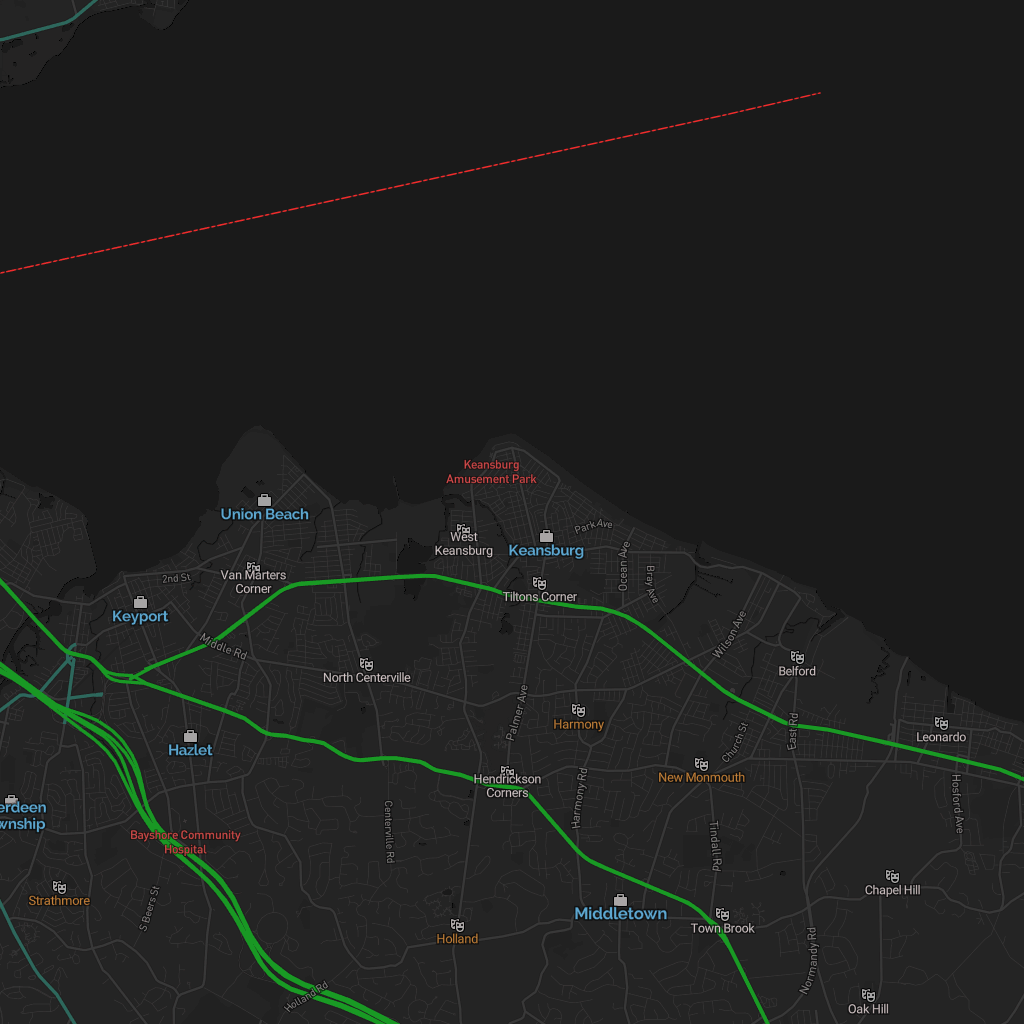 Keansburg
Amusement Park
Union Beach
West
Keansburg
Park Ave
Keansburg
Ocean Ave
Bray Ave
2nd St
Van Marters
Corner
Tiltons Corner
Keyport
Middle Rd
Wilson Ave
Belford
North Centerville
Palmer Ave
Harmony
Church St
East Rd
Leonardo
Hazlet
Hendrickson
Corners
New Monmouth
Harmony Rd
Hosford Ave
erdeen
wnship
Centerville Rd
Bayshore Community
Hospital
Tindall Rd
Strathmore
S Beers St
Chapel Hill
Middletown
Town Brook
Holland
Normandy Rd
Holland Rd
Oak Hill